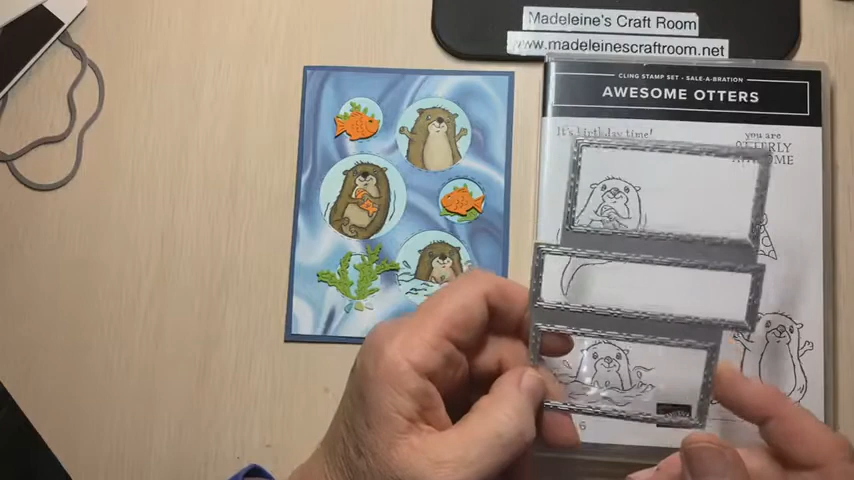 Madeleine's Craft Room
www.madeleinescraftroom.net
CLING STAMP SET • SALE-A-BRATION
AWESOME OTTERS
It's birthday time!
you are
OTTERLY
AWESOME
6